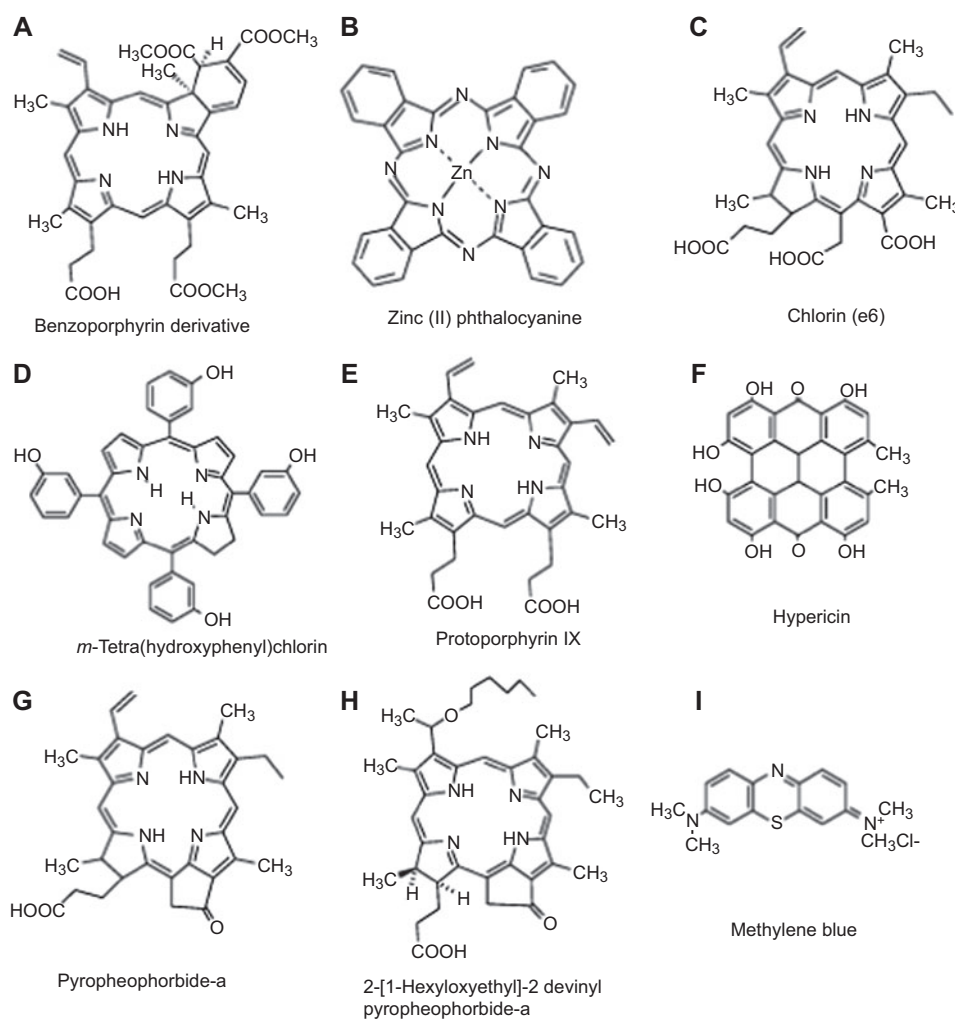 A
H3COOC
H
COOCH3
H3C
H3C
NH
N
N
HN
H3C
CH3
COOH
COOCH3
Benzoporphyrin derivative
B
N
N
N
N
Zn
N
N
N
N
Zinc (II) phthalocyanine
C
CH3
H3C
N
HN
NH
N
H3C
CH3
HOOC
HOOC
COOH
Chlorin (e6)
D
OH
HO
HO
N
H
N
H
N
N
OH
m-Tetra(hydroxyphenyl)chlorin
E
CH3
H3C
NH
N
N
HN
H3C
CH3
COOH
COOH
Protoporphyrin IX
F
OH
O
OH
HO
CH3
HO
CH3
OH
O
OH
Hypericin
G
CH3
H3C
N
HN
NH
N
H3C
CH3
HOOC
O
Pyropheophorbide-a
H
H3C
O
CH3
H3C
NH
N
CH3
N
HN
H3C
H
H
CH3
O
COOH
2-[1-Hexyloxyethyl]-2 devinyl
pyropheophorbide-a
I
N
H3C
N
CH3
S
CH3
N+
CH3Cl-
Methylene blue